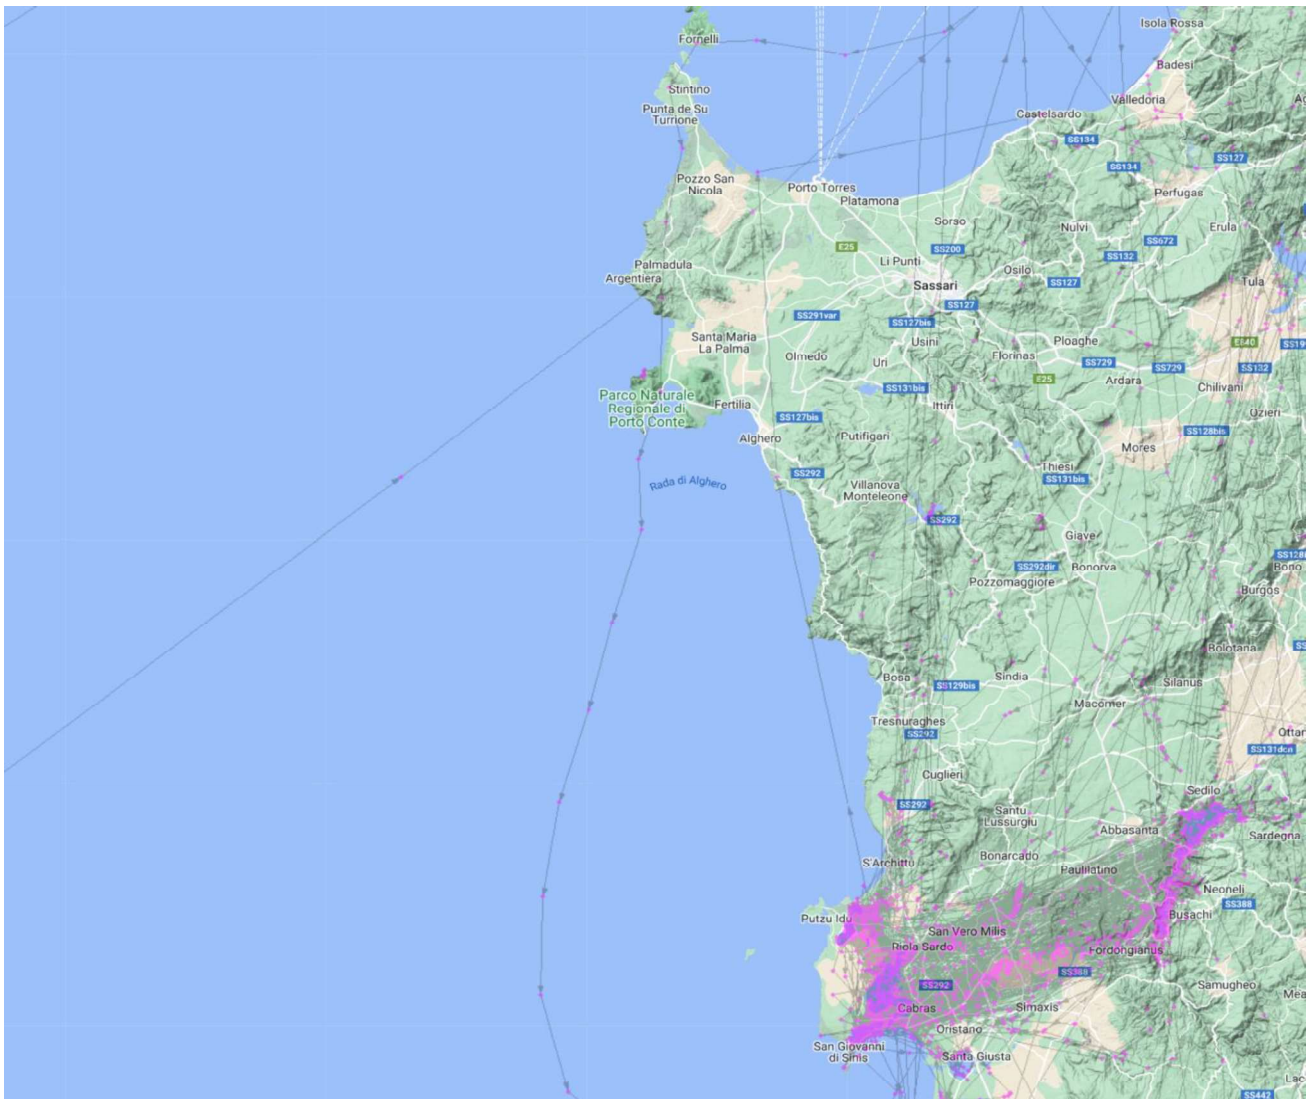 Isola Rossa
Fornelli
Badesi
Stintino
Valledoria
Punta de Su
Turrione
Castelsardo
SS134
SS127
SS134
Pozzo San
Nicola
Porto Torres
Perfugas
Platamona
Sorso
Nulvi
Erula
E25
SS200
SS672
SS132
Li Punti
Palmadula
Osilo
Argentiera
Sassari
SS127
Tula
SS127
SS291var
SS127bis
Santa Maria
La Palma
Usini
Ploaghe
E840
Olmedo
Uri
Florinas
SS729
SS729
SS132
E25
Ardara
Chilivani
SS131bis
Parco Naturale
Regionale di
Porto Conte
Fertilia
Ittiri
SS127bis
Ozieri
Alghero
Putifigari
SS128bis
Mores
SS292
Thiesi
Rada di Alghero
Villanova
Monteleone
SS131bis
SS292
Giave
SS292dir
Bonorva
Bono
Pozzomaggiore
Burgos
Bolotana
Bosa
Sindia
Silanus
SS129bis
Macomer
Tresnuraghes
SS292
SS131dcn
Cuglieri
Sedilo
SS292
Santu
Lussurgiu
Abbasanta
Sardegna
S'Archittu
Bonarcado
Paulilatino
Neoneli
SS388
Putzu Idu
Busachi
San Vero Milis
Riola Sardo
Fordongianus
SS388
SS292
Samugheo
Cabras
Simaxis
Oristano
San Giovanni
di Sinis
Santa Giusta
SS442